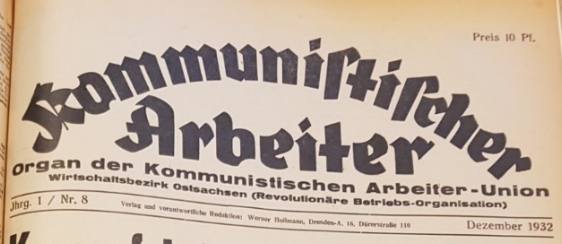 Preis 10 Pf.
Kommunistischer
Arbeiter
Organ der Kommunistischen Arbeiter-Union
Wirtschaftsbezirk Ostsachsen (Revolutionäre Betriebs-Organisation)
Jhrg. 1 / Nr. 8
Verlag und verantwortliche Redaktion: Werner Hofmann, Dresden-A. 16, Dürerstraße 110
Dezember 1932